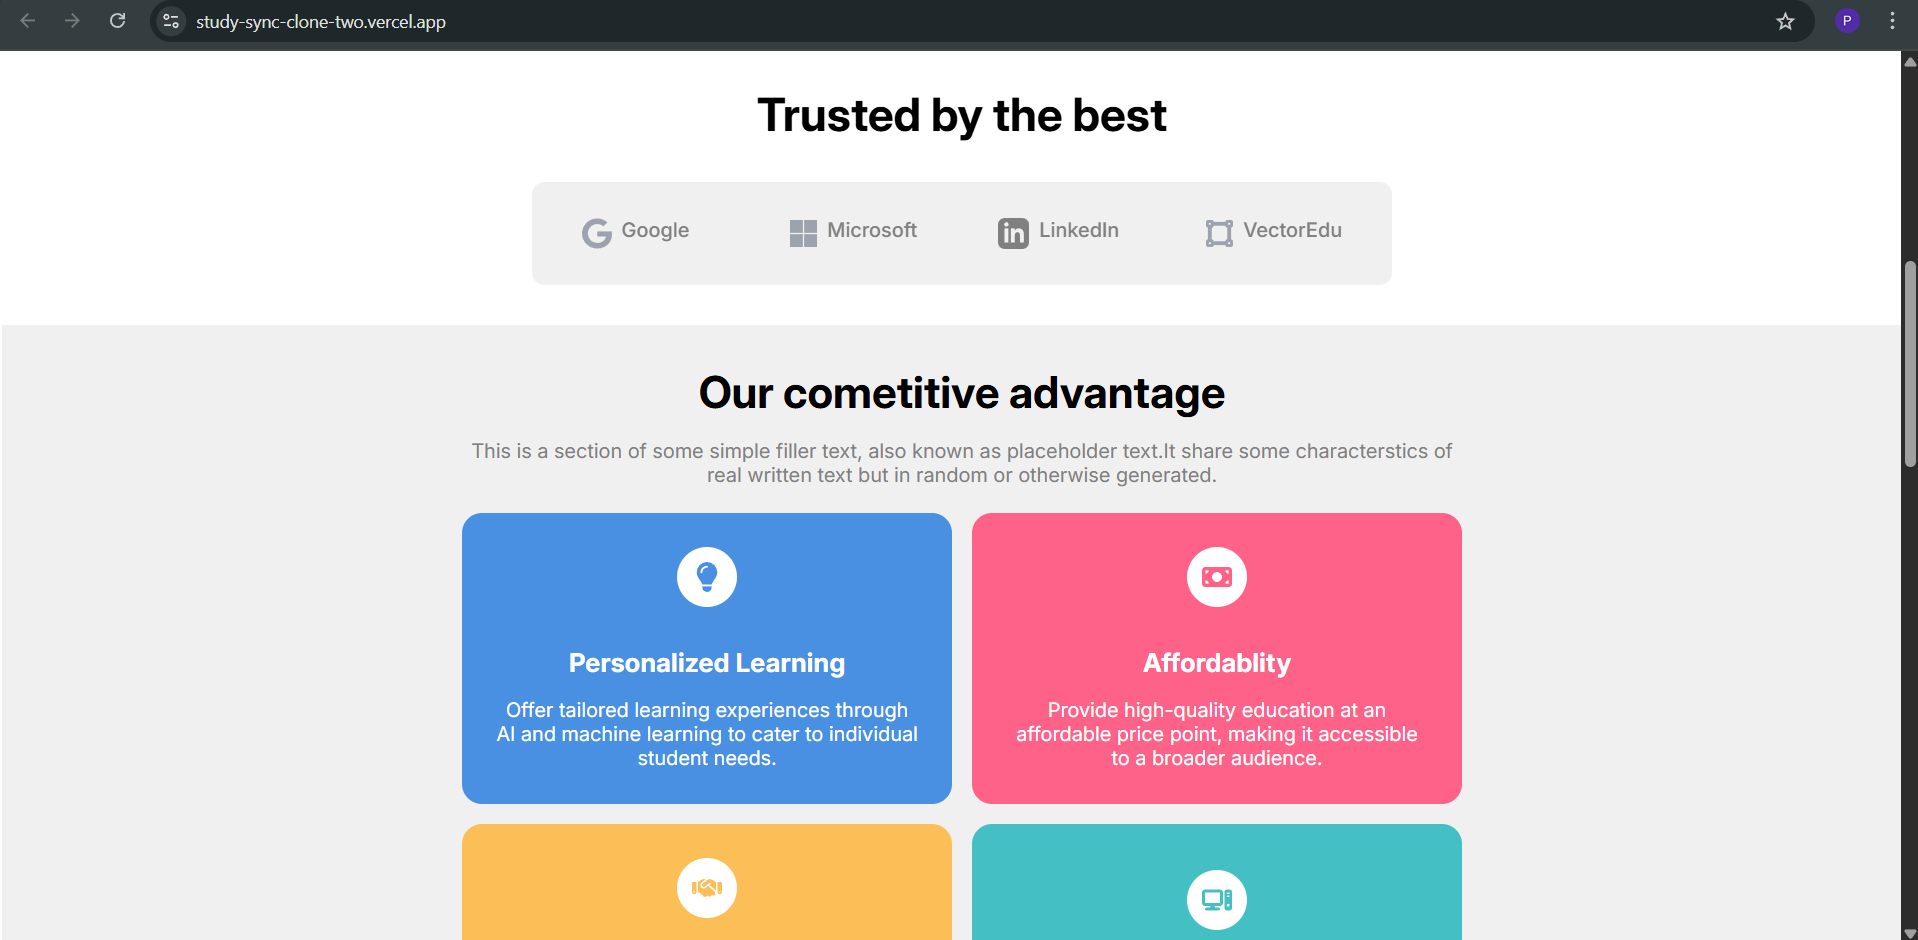 study-sync-clone-two.vercel.app
P
Trusted by the best
Google
Microsoft
in LinkedIn
VectorEdu
Our cometitive advantage
This is a section of some simple filler text, also known as placeholder text.It share some characterstics of
real written text but in random or otherwise generated.
Personalized Learning
Offer tailored learning experiences through
AI and machine learning to cater to individual
student needs.
Affordablity
Provide high-quality education at an
affordable price point, making it accessible
to a broader audience.